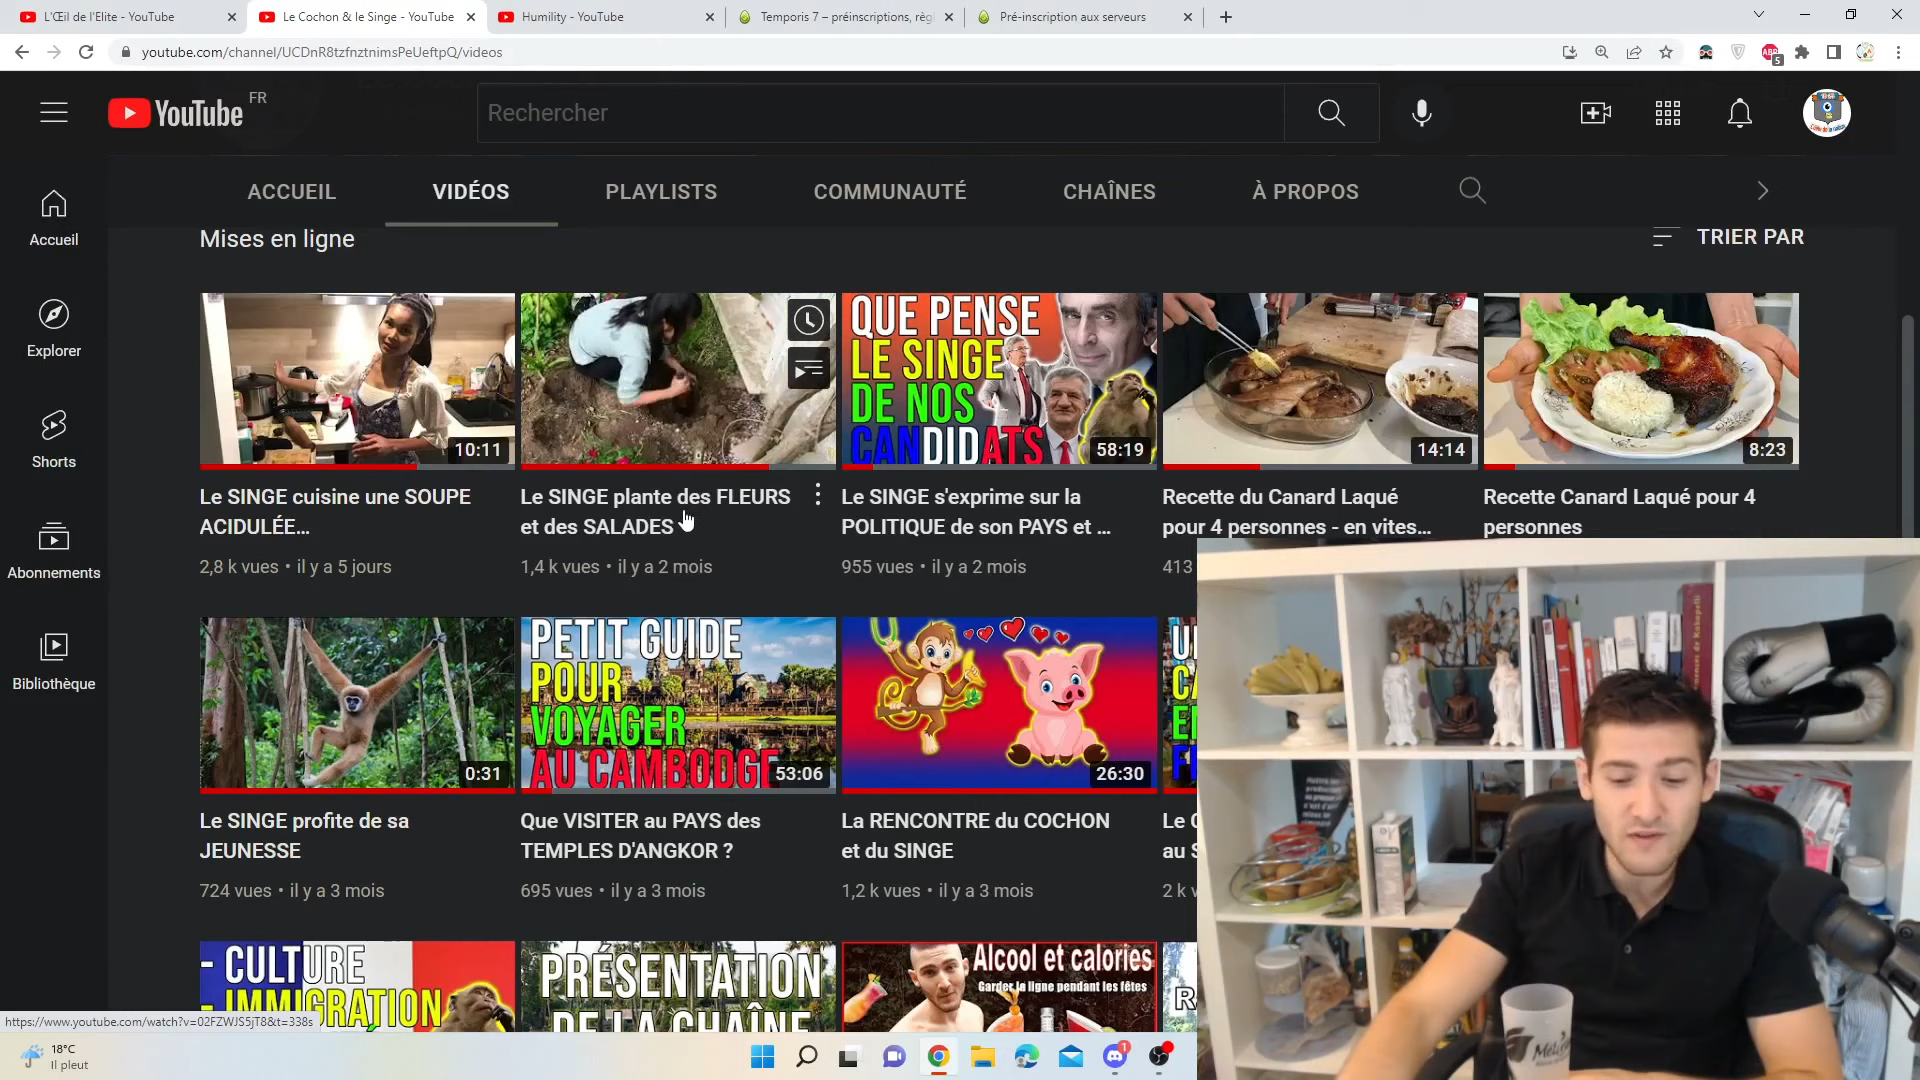 L'Œil de l'Elite - YouTube
Le Cochon & le Singe - YouTube
Humility - YouTube
Temporis 7 – préinscriptions, règl
Pré-inscription aux serveurs
youtube.com/channel/UCDnR8tzfnztnimsPeUeftpQ/videos
ABP
5
YouTube FR
Rechercher
ACCUEIL
VIDÉOS
PLAYLISTS
COMMUNAUTÉ
CHAÎNES
À PROPOS
Accueil
Explorer
Shorts
Abonnements
Bibliothèque
Mises en ligne
TRIER PAR
10:11
QUE PENSE
LE SINGE
DE NOS
CANDIDATS
58:19
14:14
8:23
Le SINGE cuisine une SOUPE
ACIDULÉE...
2,8 k vues • il y a 5 jours
Le SINGE plante des FLEURS
et des SALADES
1,4 k vues • il y a 2 mois
Le SINGE s'exprime sur la
POLITIQUE de son PAYS et ...
955 vues • il y a 2 mois
Recette du Canard Laqué
pour 4 personnes - en vites...
413
Recette Canard Laqué pour 4
personnes
0:31
PETIT GUIDE
POUR
VOYAGER
AU CAMBODGE
53:06
26:30
Le SINGE profite de sa
JEUNESSE
724 vues • il y a 3 mois
Que VISITER au PAYS des
TEMPLES D'ANGKOR ?
695 vues • il y a 3 mois
La RENCONTRE du COCHON
et du SINGE
1,2 k vues • il y a 3 mois
au S
2 k v
- CULTURE
- IMMIGRATION
PRÉSENTATION
DE LA CHAÎNE
Alcool et calories
Garder la ligne pendant les fêtes
https://www.youtube.com/watch?v=02FZWJS5jT8&t=338s
18°C
Il pleut
1